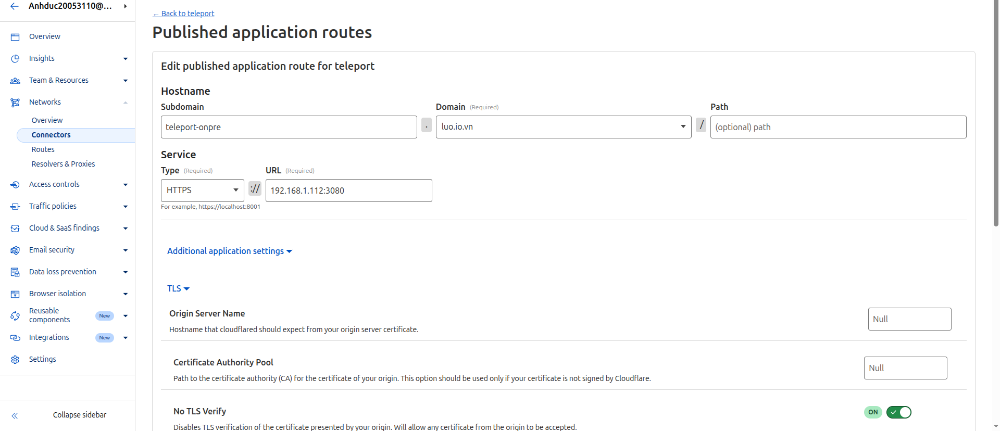 Anhduc20053110@...
Overview
Insights
Team & Resources
Networks
Overview
Connectors
Routes
Resolvers & Proxies
Access controls
Traffic policies
Cloud & SaaS findings
Email security
Data loss prevention
Browser isolation
Reusable
components
New
Integrations
New
Settings
Collapse sidebar
← Back to teleport
Published application routes
Edit published application route for teleport
Hostname
Subdomain
Domain (Required)
Path
teleport-onpre
.
luo.io.vn
/
(optional) path
Service
Type (Required)
URL (Required)
HTTPS
://
192.168.1.112:3080
For example, https://localhost:8001
Additional application settings
TLS
Origin Server Name
Null
Hostname that cloudflared should expect from your origin server certificate.
Certificate Authority Pool
Null
Path to the certificate authority (CA) for the certificate of your origin. This option should be used only if your certificate is not signed by Cloudflare.
No TLS Verify
ON
Disables TLS verification of the certificate presented by your origin. Will allow any certificate from the origin to be accepted.